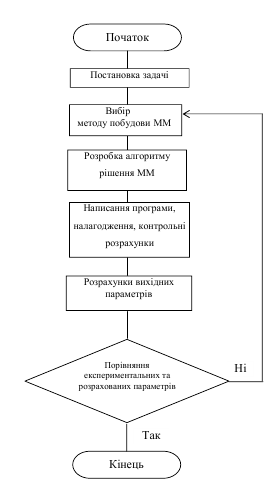 Початок
Постановка задачі
Вибір
методу побудови ММ
Розробка алгоритму
рішення ММ
Написання програми,
налагодження, контрольні
розрахунки
Розрахунки вихідних
параметрів
Порівняння
експериментальних та
розрахованих параметрів
Ні
Так
Кінець